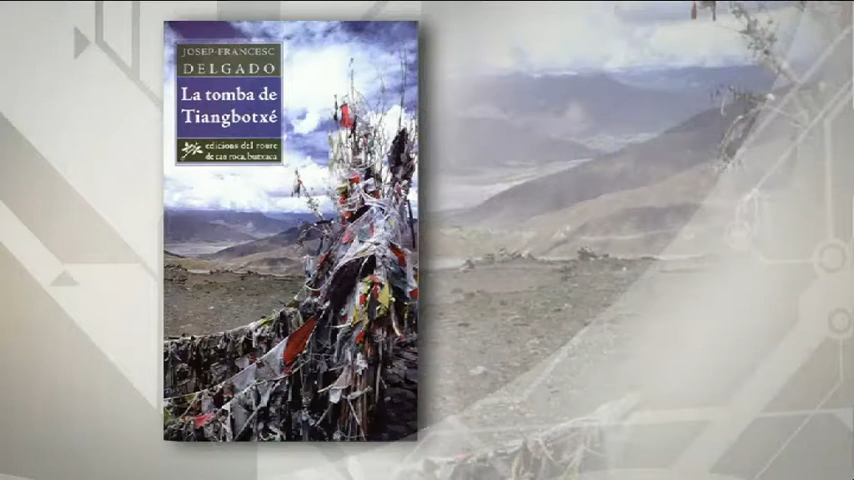 JOSEP-FRANCESC
DELGADO
La tomba de
Tiangbotxé
edicions del roure
de can roca, butxaca